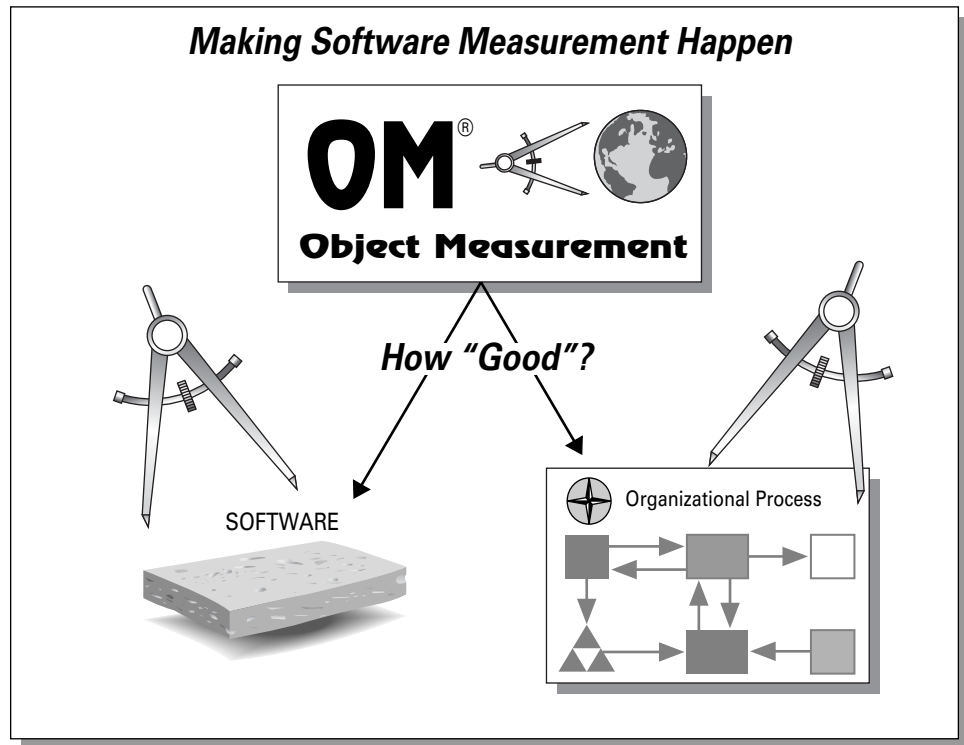 Making Software Measurement Happen
OM®
Object Measurement
How “Good”?
SOFTWARE
Organizational Process